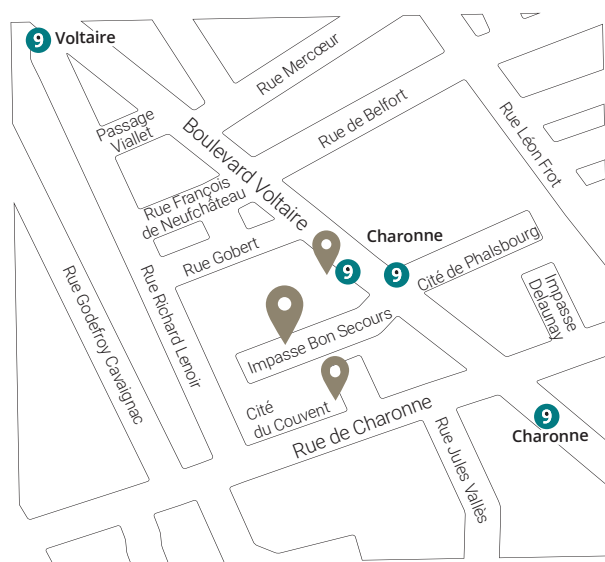 9 Voltaire
Rue Mercœur
Passage
Viallet
Boulevard Voltaire
Rue de Belfort
Rue Léon Frot
Rue François
de Neufchâteau
Charonne
Rue Gobert
9
9
Cité de Phalsbourg
Rue Godefroy Cavaignac
Rue Richard Lenoir
Impasse
Delaunay
Impasse Bon Secours
Cité
du Couvent
Rue de Charonne
9
Charonne
Rue Jules Vallès